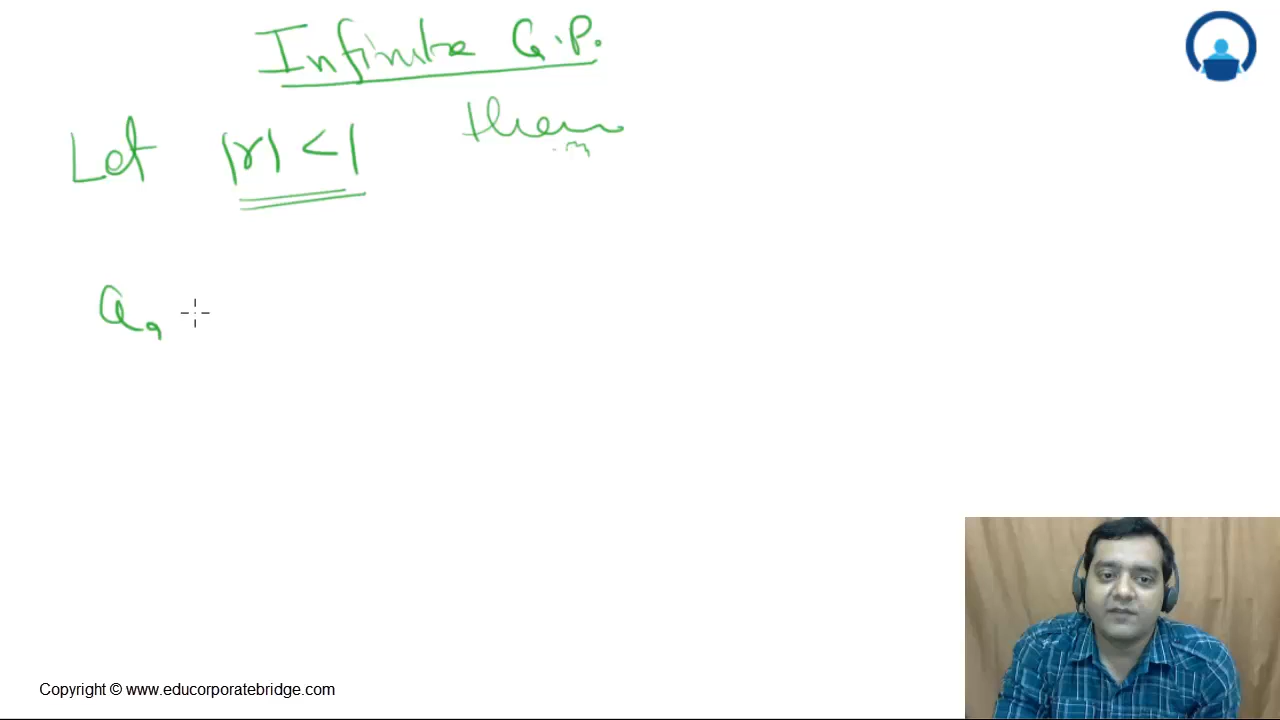 Infinite G.P.
Let |r| < 1 then
a,
Copyright © www.educorporatebridge.com